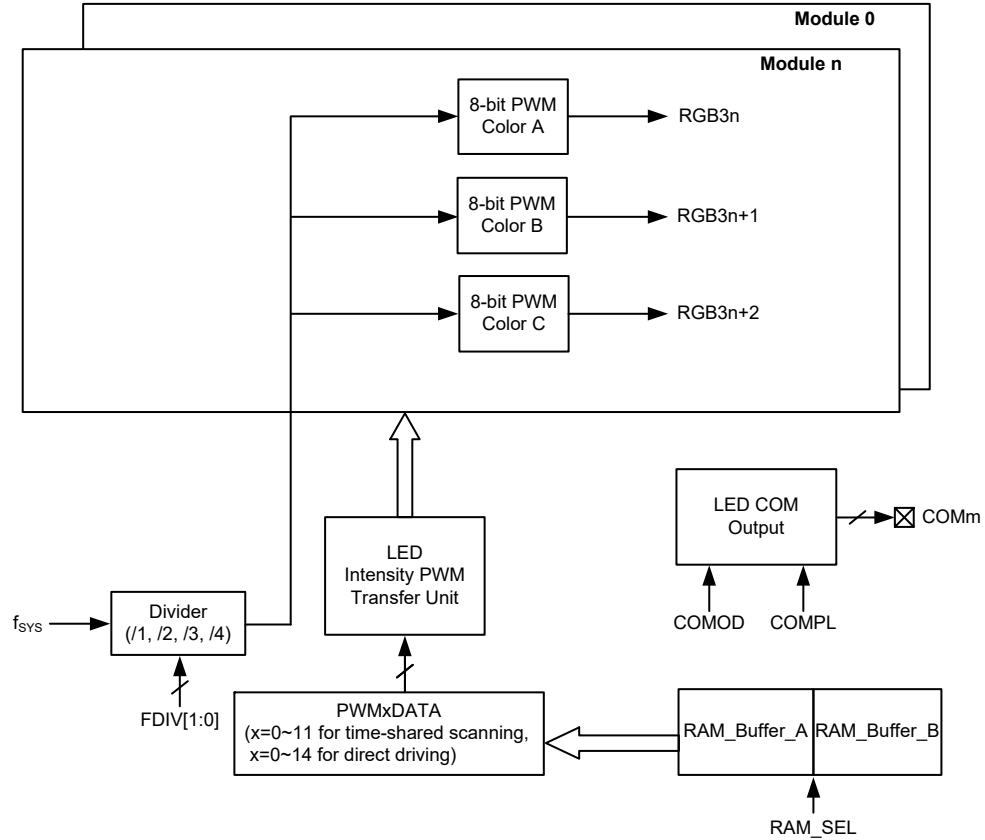 Module 0
Module n
8-bit PWM
Color A
RGB3n
8-bit PWM
Color B
RGB3n+1
8-bit PWM
Color C
RGB3n+2
LED COM
Output
COMm
COMOD
COMPL
LED
Intensity PWM
Transfer Unit
fSYS
Divider
(/1, /2, /3, /4)
FDIV[1:0]
PWMxDATA
(x=0~11 for time-shared scanning,
x=0~14 for direct driving)
RAM_Buffer_A
RAM_Buffer_B
RAM_SEL